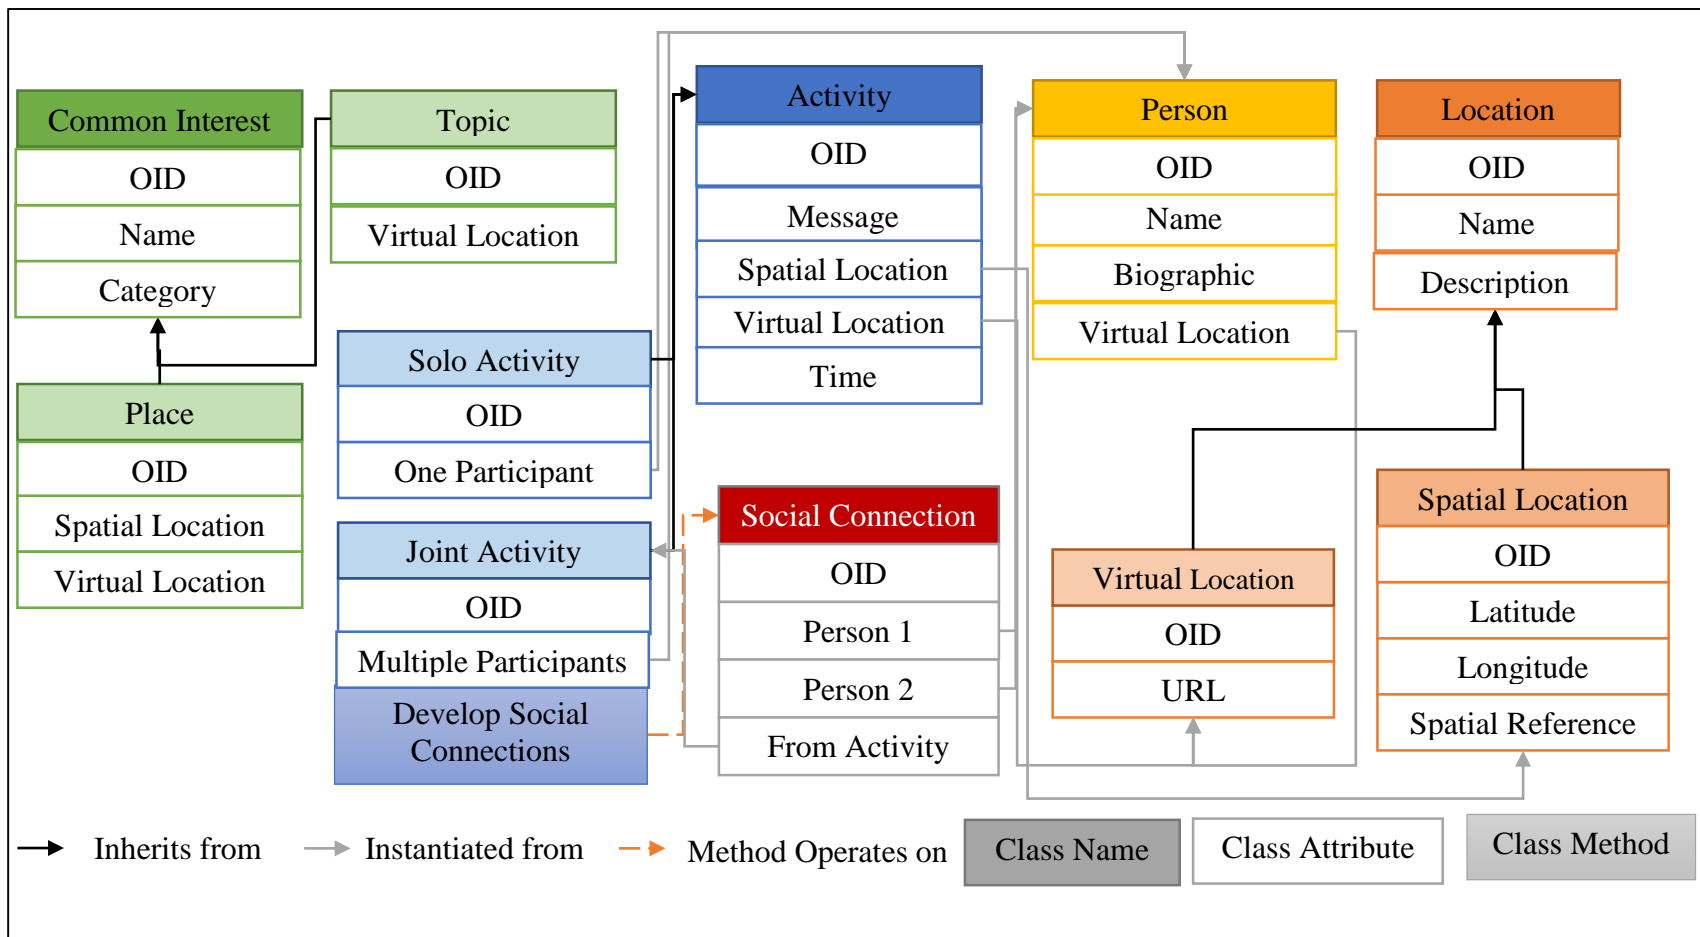 Common Interest
OID
Name
Category
Topic
OID
Virtual Location
Activity
OID
Message
Spatial Location
Virtual Location
Time
Person
OID
Name
Biographic
Virtual Location
Location
OID
Name
Description
Place
OID
Spatial Location
Virtual Location
Solo Activity
OID
One Participant
Joint Activity
OID
Multiple Participants
Develop Social
Connections
Social Connection
OID
Person 1
Person 2
From Activity
Virtual Location
OID
URL
Spatial Location
OID
Latitude
Longitude
Spatial Reference
Inherits from
Instantiated from
Method Operates on
Class Name
Class Attribute
Class Method